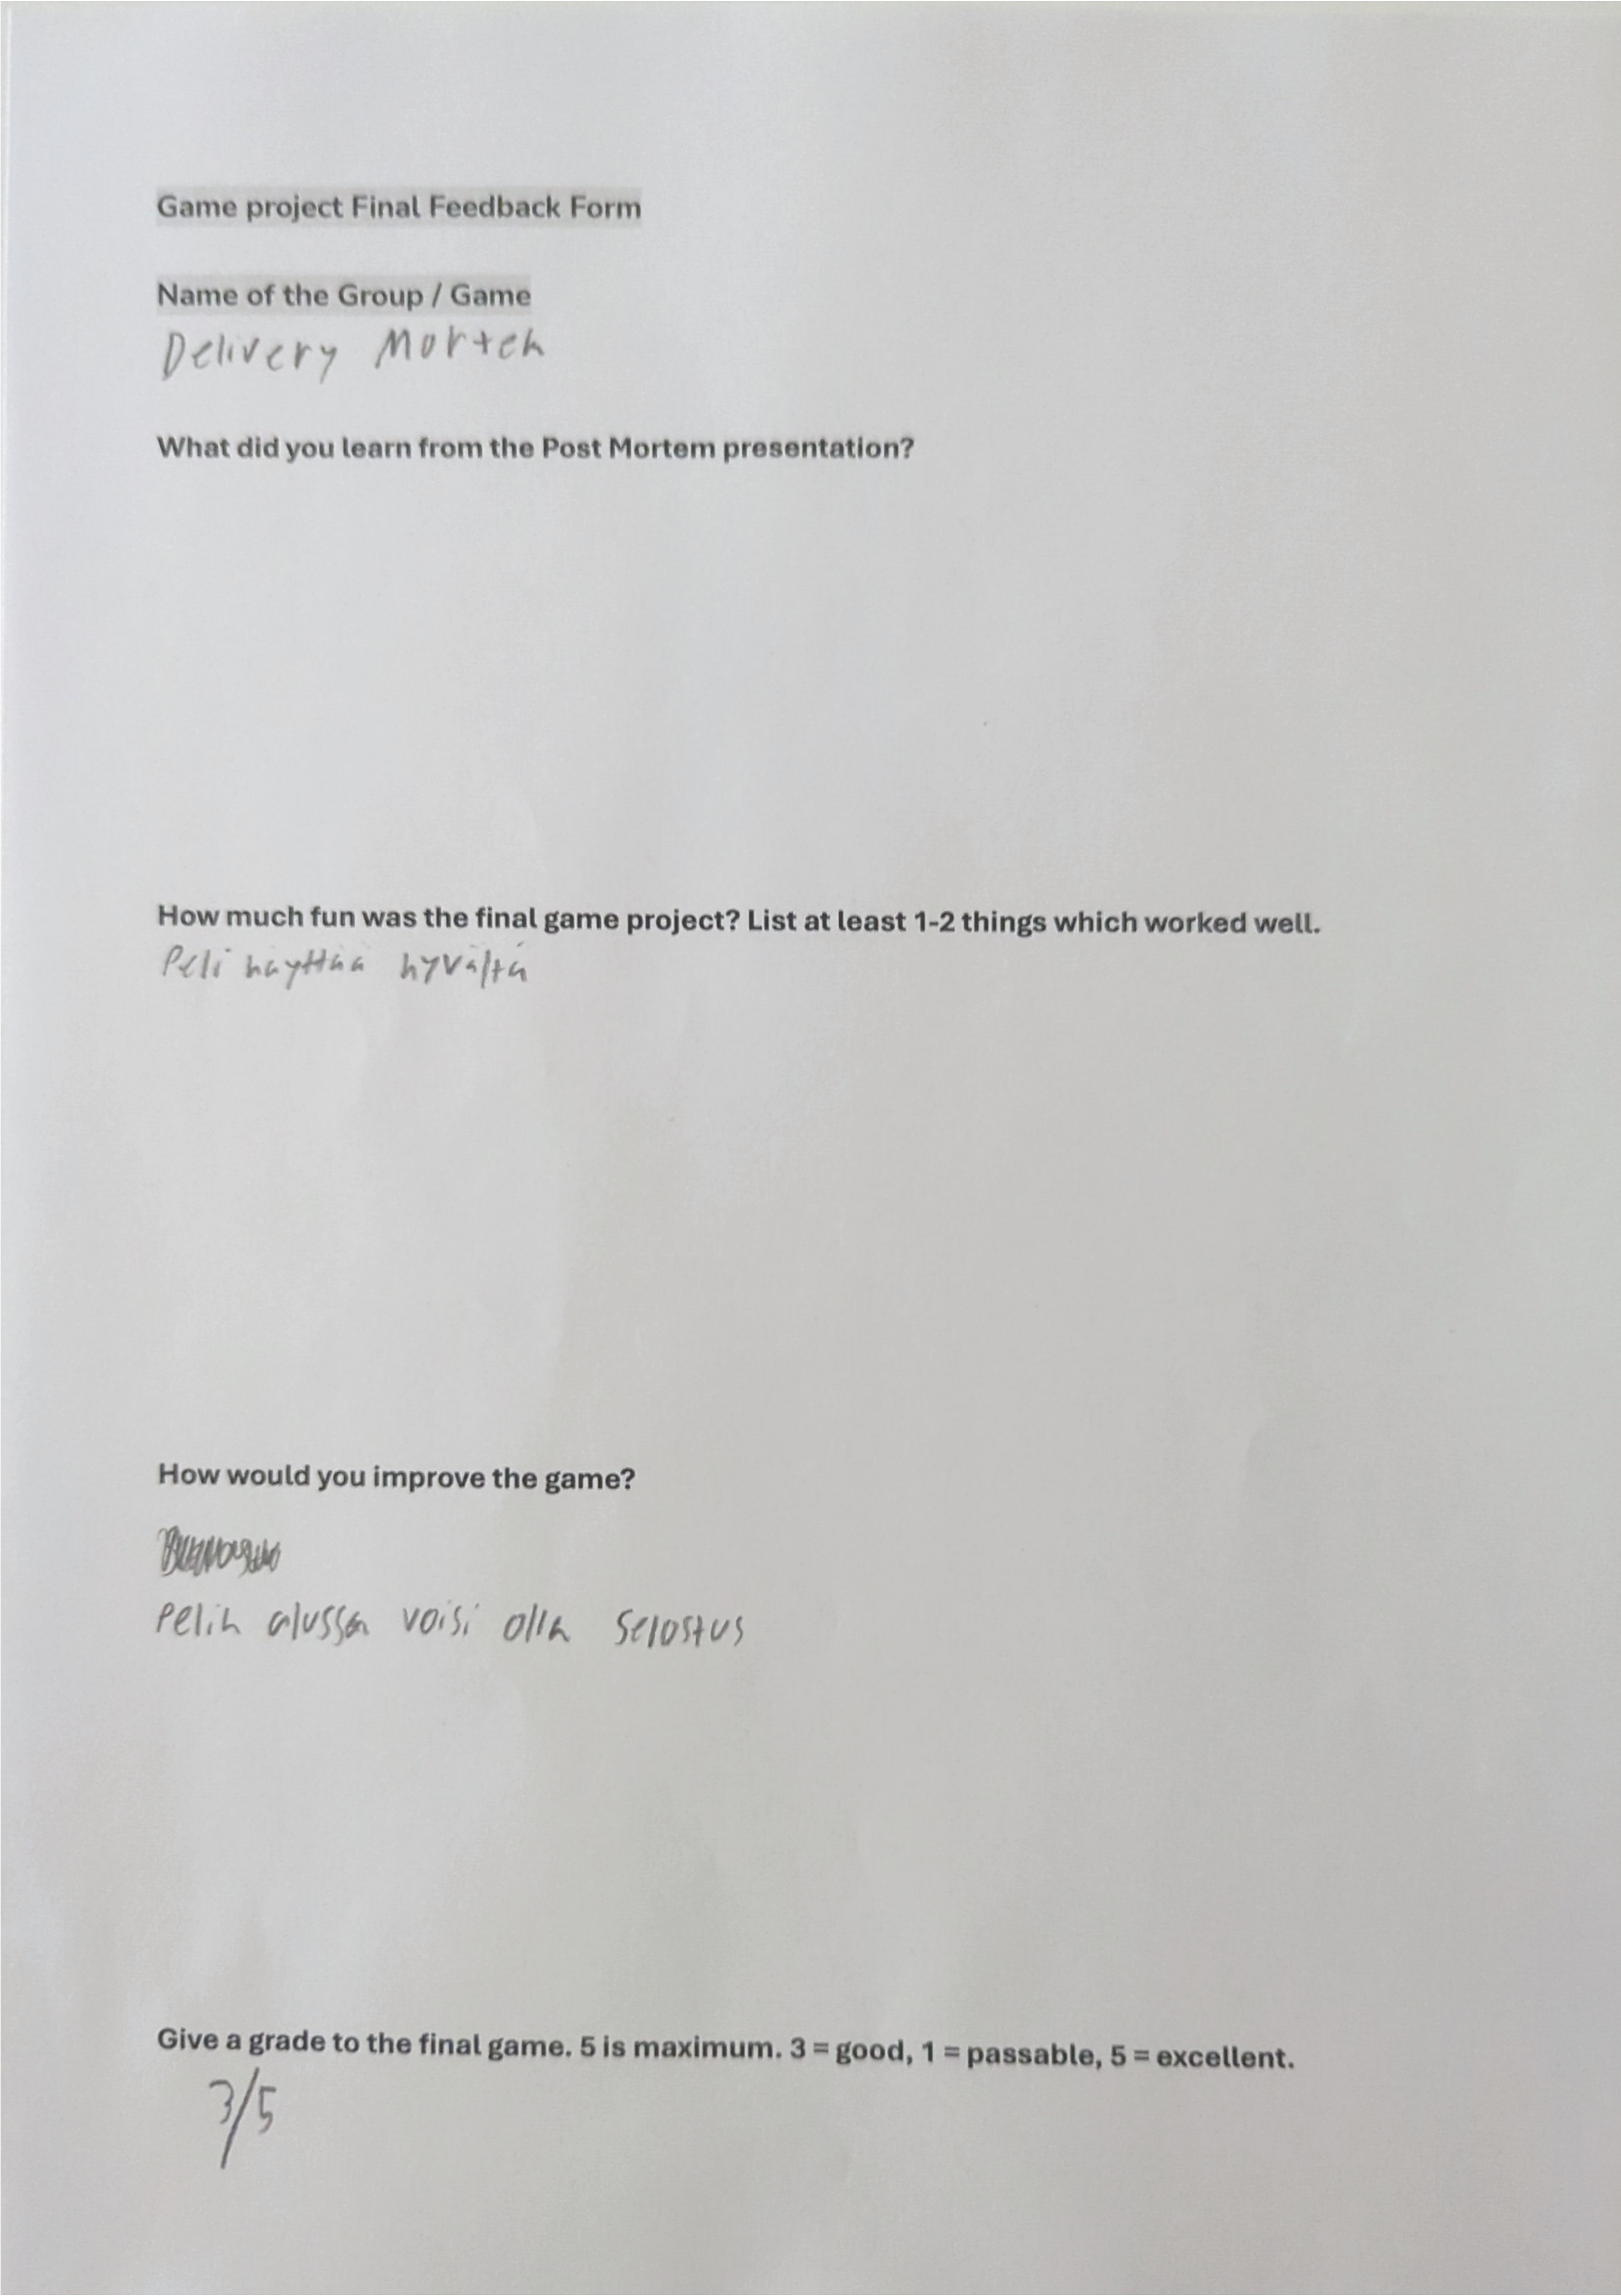 Game project Final Feedback Form
Name of the Group / Game
Delivery Morten
What did you learn from the Post Mortem presentation?
How much fun was the final game project? List at least 1-2 things which worked well.
Peli näyttää hyvältä
How would you improve the game?
Pelin alussa voisi olla selostus
Give a grade to the final game. 5 is maximum. 3 = good, 1 = passable, 5 = excellent.
3/5